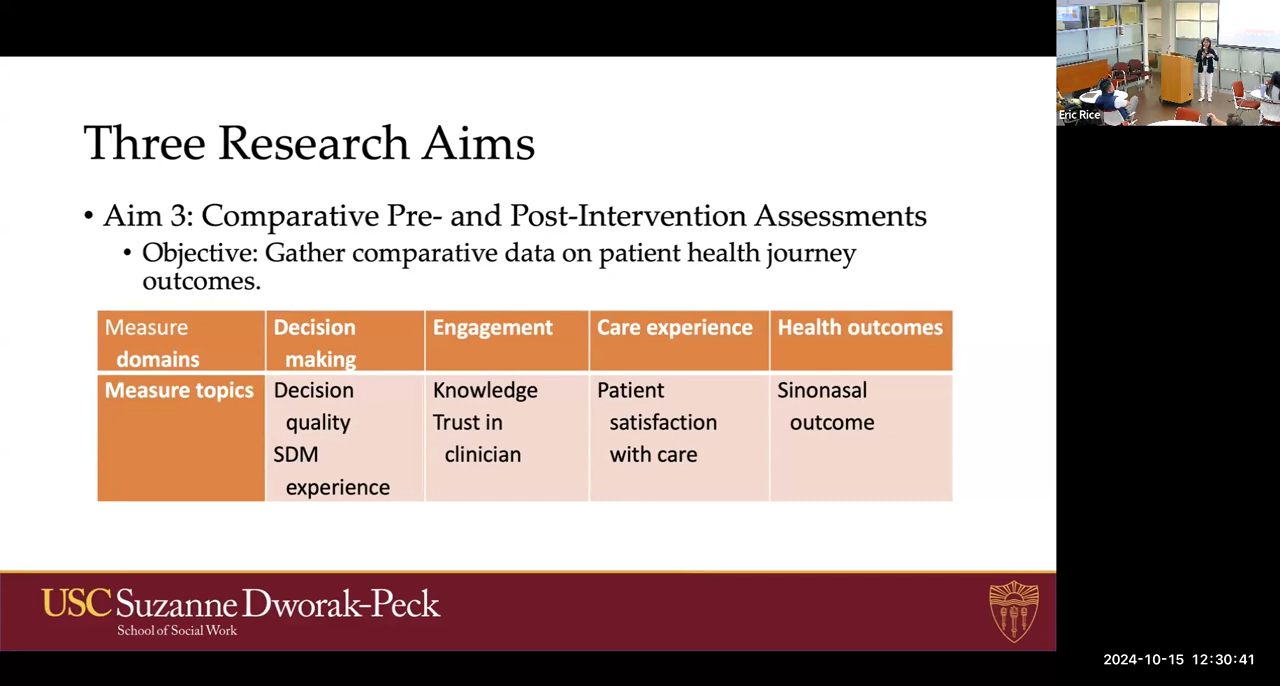 Three Research Aims
• Aim 3: Comparative Pre- and Post-Intervention Assessments
• Objective: Gather comparative data on patient health journey
outcomes.
Measure
domains
Decision
making
Engagement
Care experience
Health outcomes
Measure topics
Decision
quality
SDM
experience
Knowledge
Trust in
clinician
Patient
satisfaction
with care
Sinonasal
outcome
USC Suzanne Dworak-Peck
School of Social Work
Eric Rice
2024-10-15 12:30:41